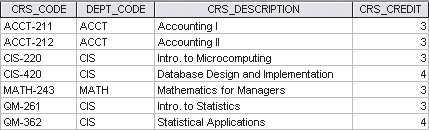 CRS_CODE DEPT_CODE CRS_DESCRIPTION CRS_CREDIT
ACCT-211 ACCT Accounting I 3
ACCT-212 ACCT Accounting II 3
CIS-220 CIS Intro. to Microcomputing 3
CIS-420 CIS Database Design and Implementation 4
MATH-243 MATH Mathematics for Managers 3
QM-261 CIS Intro. to Statistics 3
QM-362 CIS Statistical Applications 4